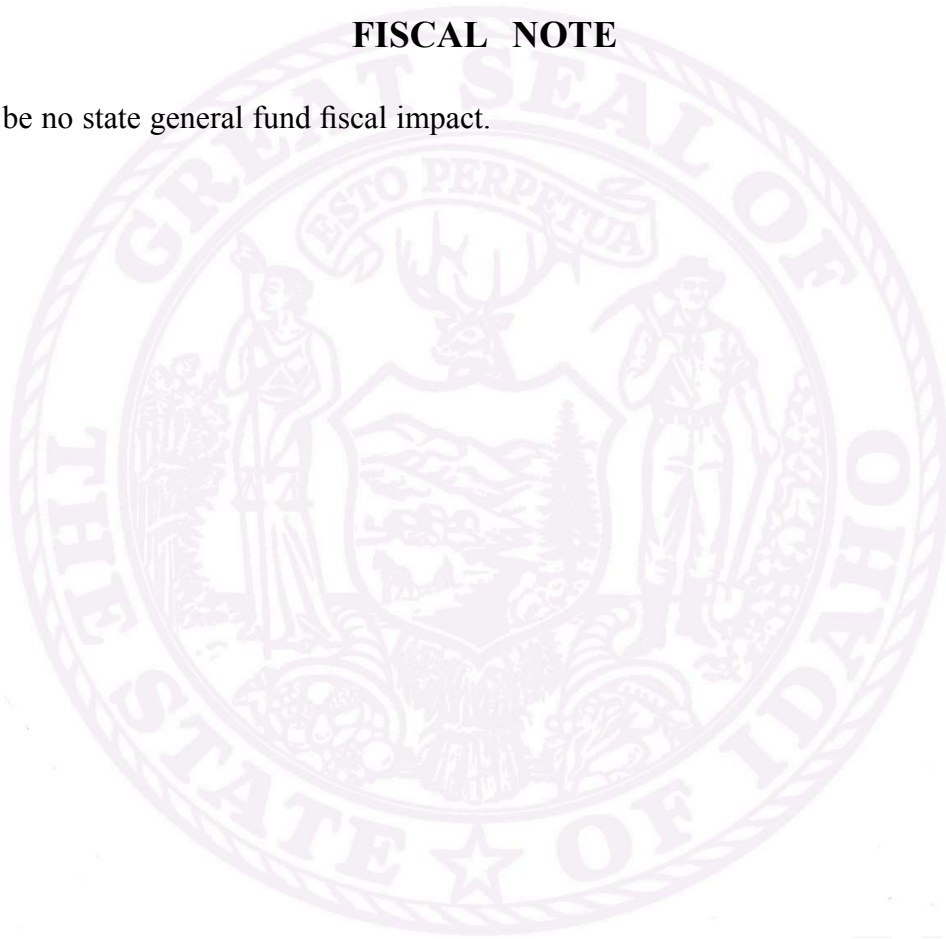 FISCAL NOTE
be no state general fund fiscal impact.
GREAT SEAL OF
ESTO PERPETUA
THE STATE ★ OF IDAHO